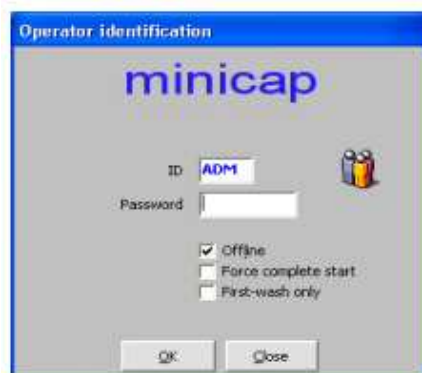 Operator identification
minicap
ID ADM
Password
Offline
Force complete start
First-wash only
OK Close